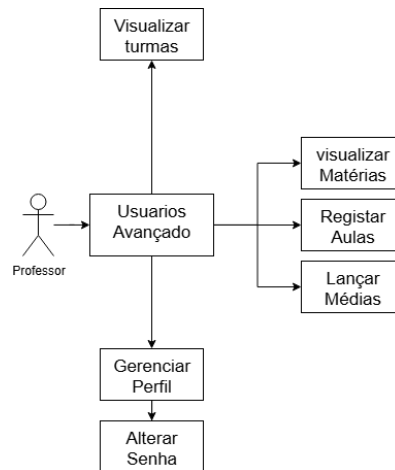 Visualizar
turmas
visualizar
Matérias
Usuarios
Avançado
Registar
Aulas
Professor
Lançar
Médias
Gerenciar
Perfil
Alterar
Senha